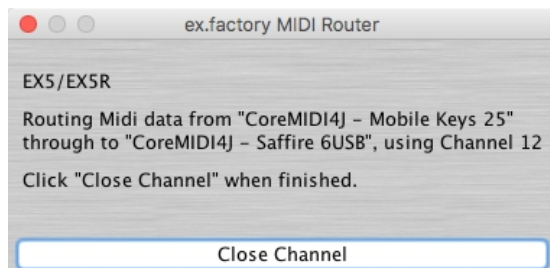 ex.factory MIDI Router
EX5/EX5R
Routing Midi data from "CoreMIDI4J – Mobile Keys 25"
through to "CoreMIDI4J – Saffire 6USB", using Channel 12
Click "Close Channel" when finished.
Close Channel